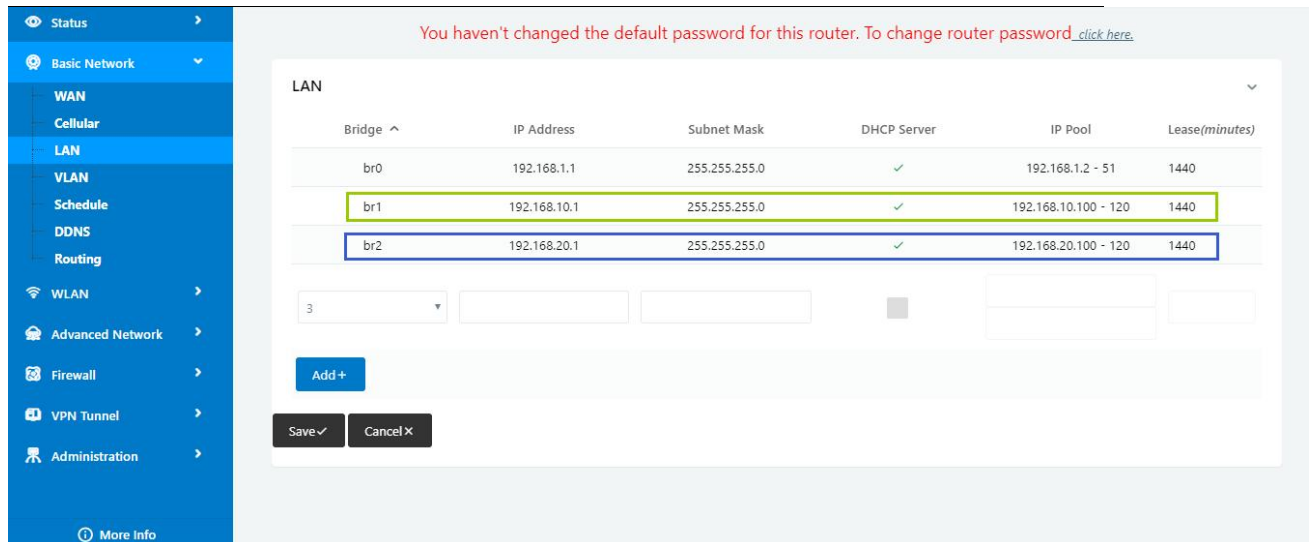 Status
You haven't changed the default password for this router. To change router password click here.
Basic Network
WAN
Cellular
LAN
VLAN
Schedule
DDNS
Routing
WLAN
Advanced Network
Firewall
VPN Tunnel
Administration
More Info
LAN
Bridge IP Address Subnet Mask DHCP Server IP Pool Lease(minutes)
br0 192.168.1.1 255.255.255.0 ✓ 192.168.1.2 - 51 1440
br1 192.168.10.1 255.255.255.0 ✓ 192.168.10.100 - 120 1440
br2 192.168.20.1 255.255.255.0 ✓ 192.168.20.100 - 120 1440
3
Add+
Save✓ Cancel×